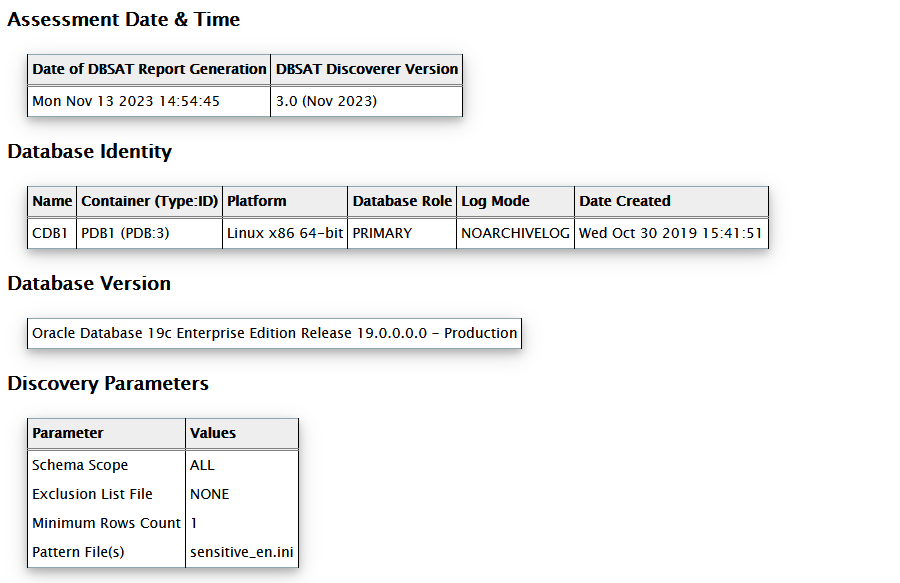 Assessment Date & Time
Date of DBSAT Report Generation DBSAT Discoverer Version
Mon Nov 13 2023 14:54:45 3.0 (Nov 2023)
Database Identity
Name Container (Type:ID) Platform Database Role Log Mode Date Created
CDB1 PDB1 (PDB:3) Linux x86 64-bit PRIMARY NOARCHIVELOG Wed Oct 30 2019 15:41:51
Database Version
Oracle Database 19c Enterprise Edition Release 19.0.0.0.0 - Production
Discovery Parameters
Parameter Values
Schema Scope ALL
Exclusion List File NONE
Minimum Rows Count 1
Pattern File(s) sensitive_en.ini